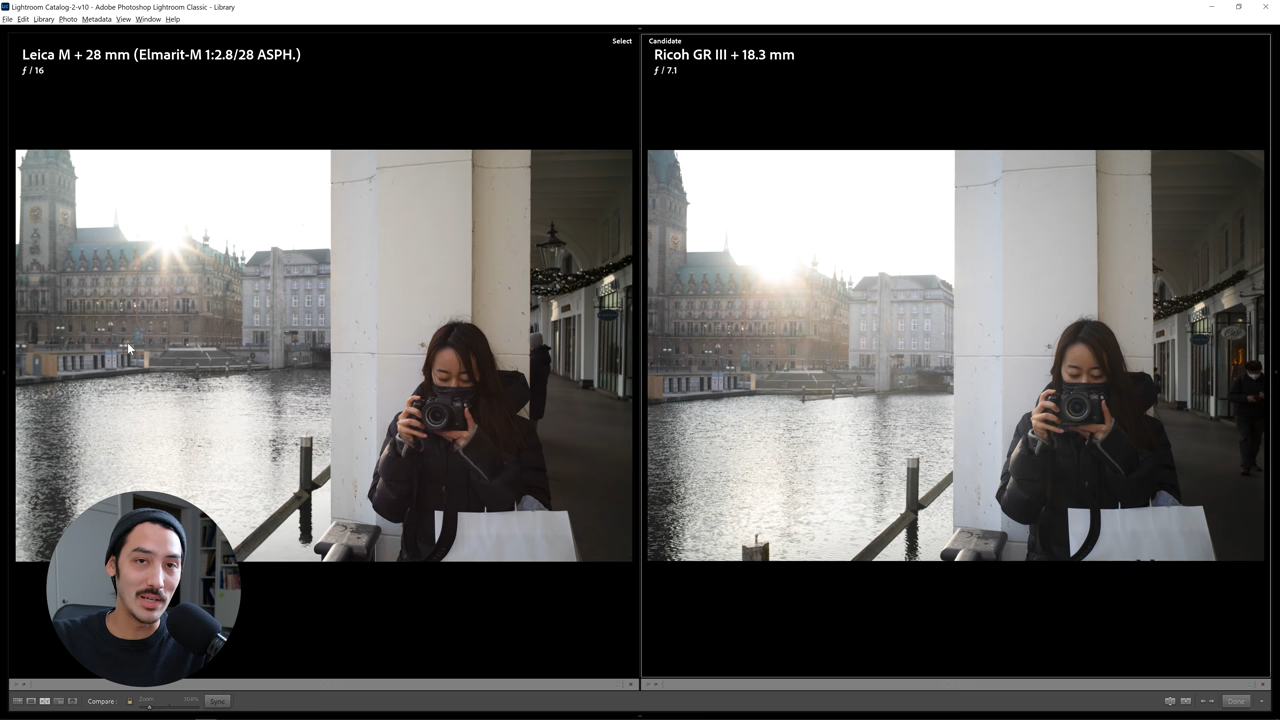 Lightroom Catalog-2-v10 - Adobe Photoshop Lightroom Classic - Library
File Edit Library Photo Metadata View Window Help
Select
Leica M + 28 mm (Elmarit-M 1:2.8/28 ASPH.)
ƒ / 16
Candidate
Ricoh GR III + 18.3 mm
ƒ / 7.1
Compare :
Zoom
Sync
Done